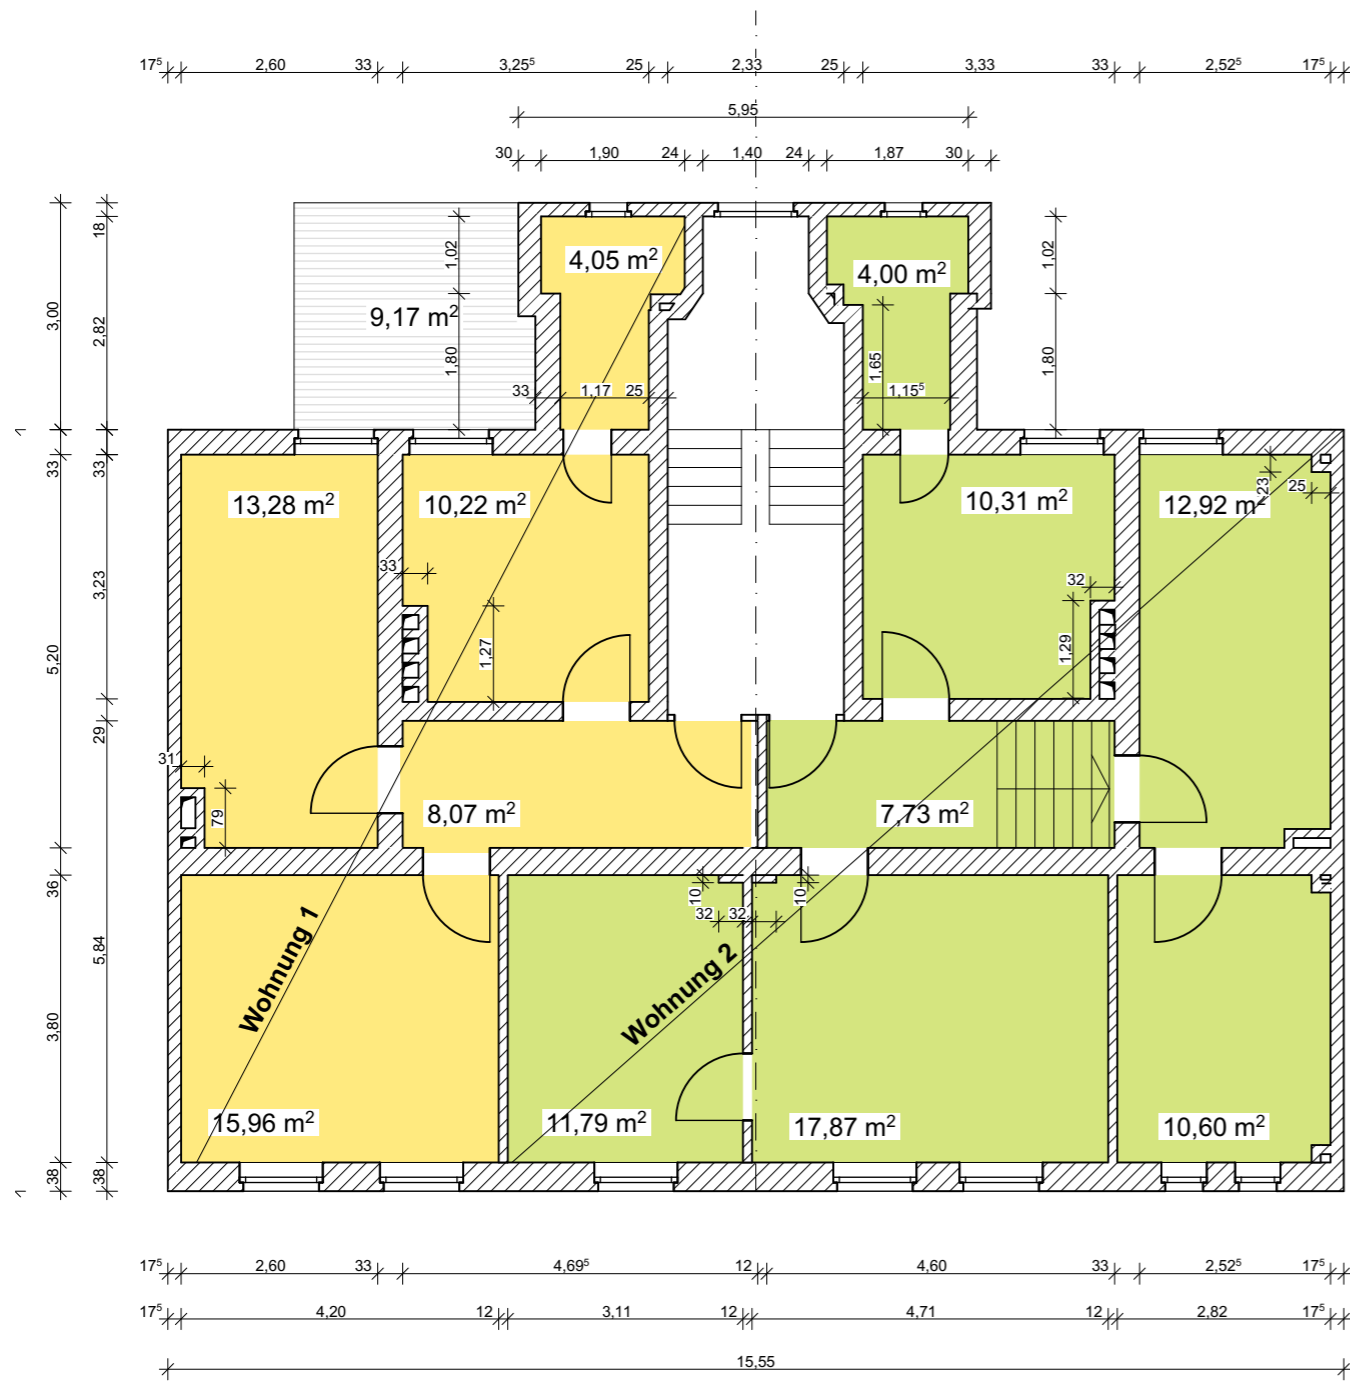 17⁵ 2,60 33 3,25⁵ 25 2,33 25 3,33 33 2,52⁵ 17⁵
5,95
30 1,90 24 1,40 24 1,87 30
18
1,02
1,02
4,05 m²
4,00 m²
3,00
2,82
9,17 m²
1,80
1,65
1,80
33 1,17 25
1,15⁵
33
33
23
25
13,28 m²
10,22 m²
10,31 m²
12,92 m²
33
32
3,23
1,27
1,29
5,20
29
31
79
8,07 m²
7,73 m²
36
10
10
32 32
Wohnung 1
Wohnung 2
5,84
3,80
15,96 m²
11,79 m²
17,87 m²
10,60 m²
38
38
17⁵ 2,60 33 4,69⁵ 12 4,60 33 2,52⁵ 17⁵
17⁵ 4,20 12 3,11 12 4,71 12 2,82 17⁵
15,55